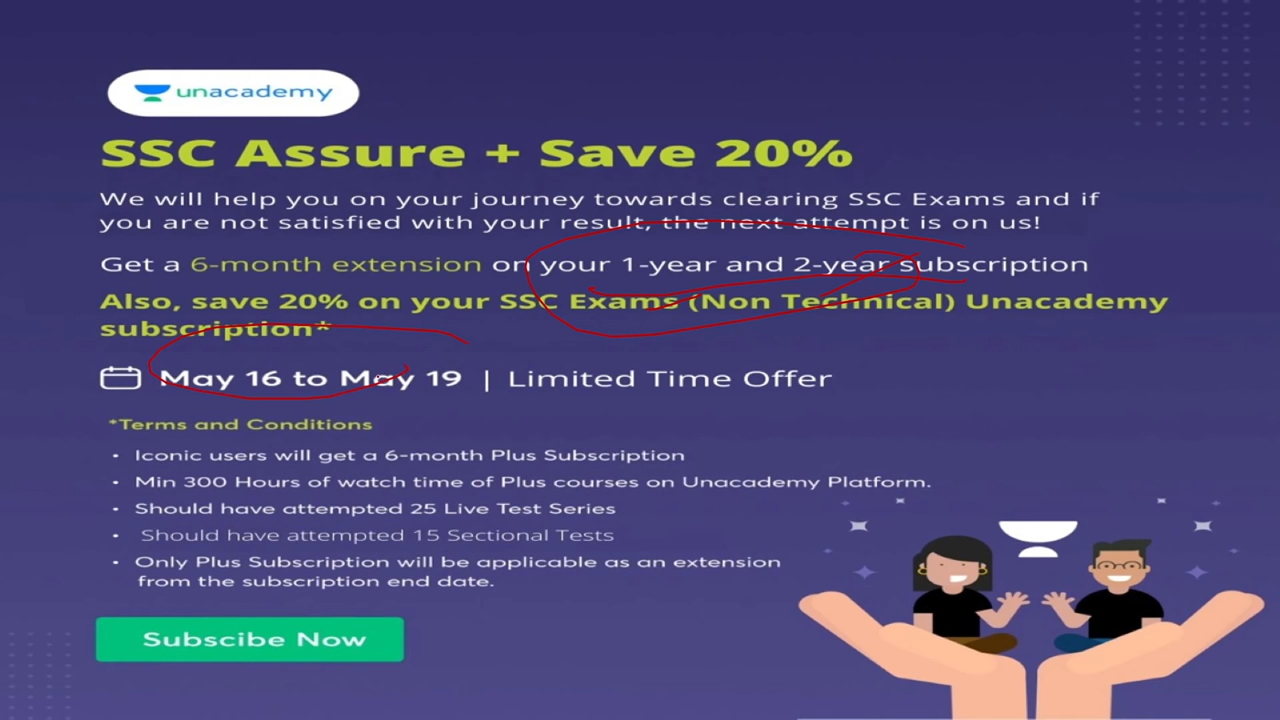 unacademy
SSC Assure + Save 20%
We will help you on your journey towards clearing SSC Exams and if
you are not satisfied with your result, the next attempt is on us!
Get a 6-month extension on your 1-year and 2-year subscription
Also, save 20% on your SSC Exams (Non Technical) Unacademy
subscription*
May 16 to May 19 | Limited Time Offer
*Terms and Conditions
• Iconic users will get a 6-month Plus Subscription
• Min 300 Hours of watch time of Plus courses on Unacademy Platform.
• Should have attempted 25 Live Test Series
• Should have attempted 15 Sectional Tests
• Only Plus Subscription will be applicable as an extension
from the subscription end date.
Subscibe Now